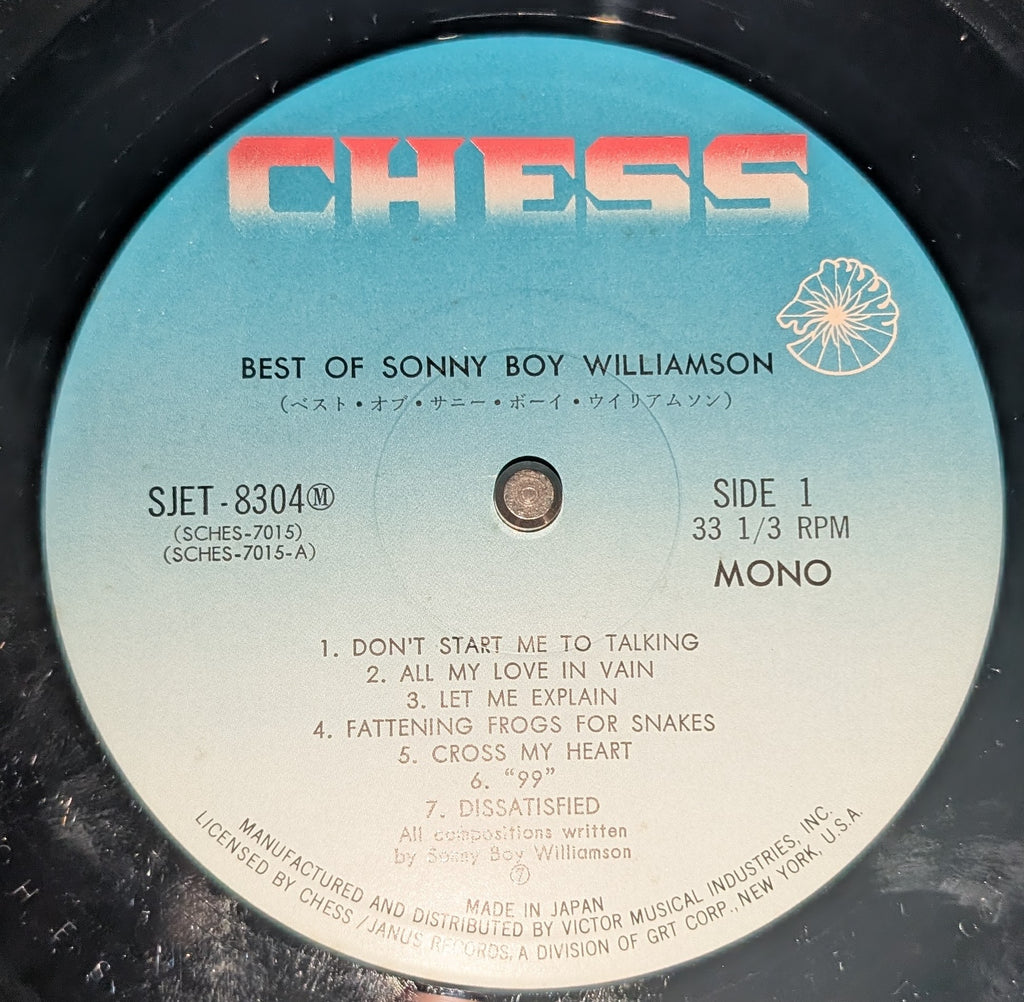 CHESS
BEST OF SONNY BOY WILLIAMSON
(ベスト・オブ・サニー・ボーイ・ウイリアムソン)
SJET-8304Ⓜ
(SCHES-7015)
(SCHES-7015-A)
SIDE 1
33 1/3 RPM
MONO
1. DON'T START ME TO TALKING
2. ALL MY LOVE IN VAIN
3. LET ME EXPLAIN
4. FATTENING FROGS FOR SNAKES
5. CROSS MY HEART
6. “99”
7. DISSATISFIED
All compositions written
by Sonny Boy Williamson
⑦
MADE IN JAPAN
MANUFACTURED AND DISTRIBUTED BY VICTOR MUSICAL INDUSTRIES, INC.
LICENSED BY CHESS/JANUS RECORDS, A DIVISION OF GRT CORP., NEW YORK, U.S.A.